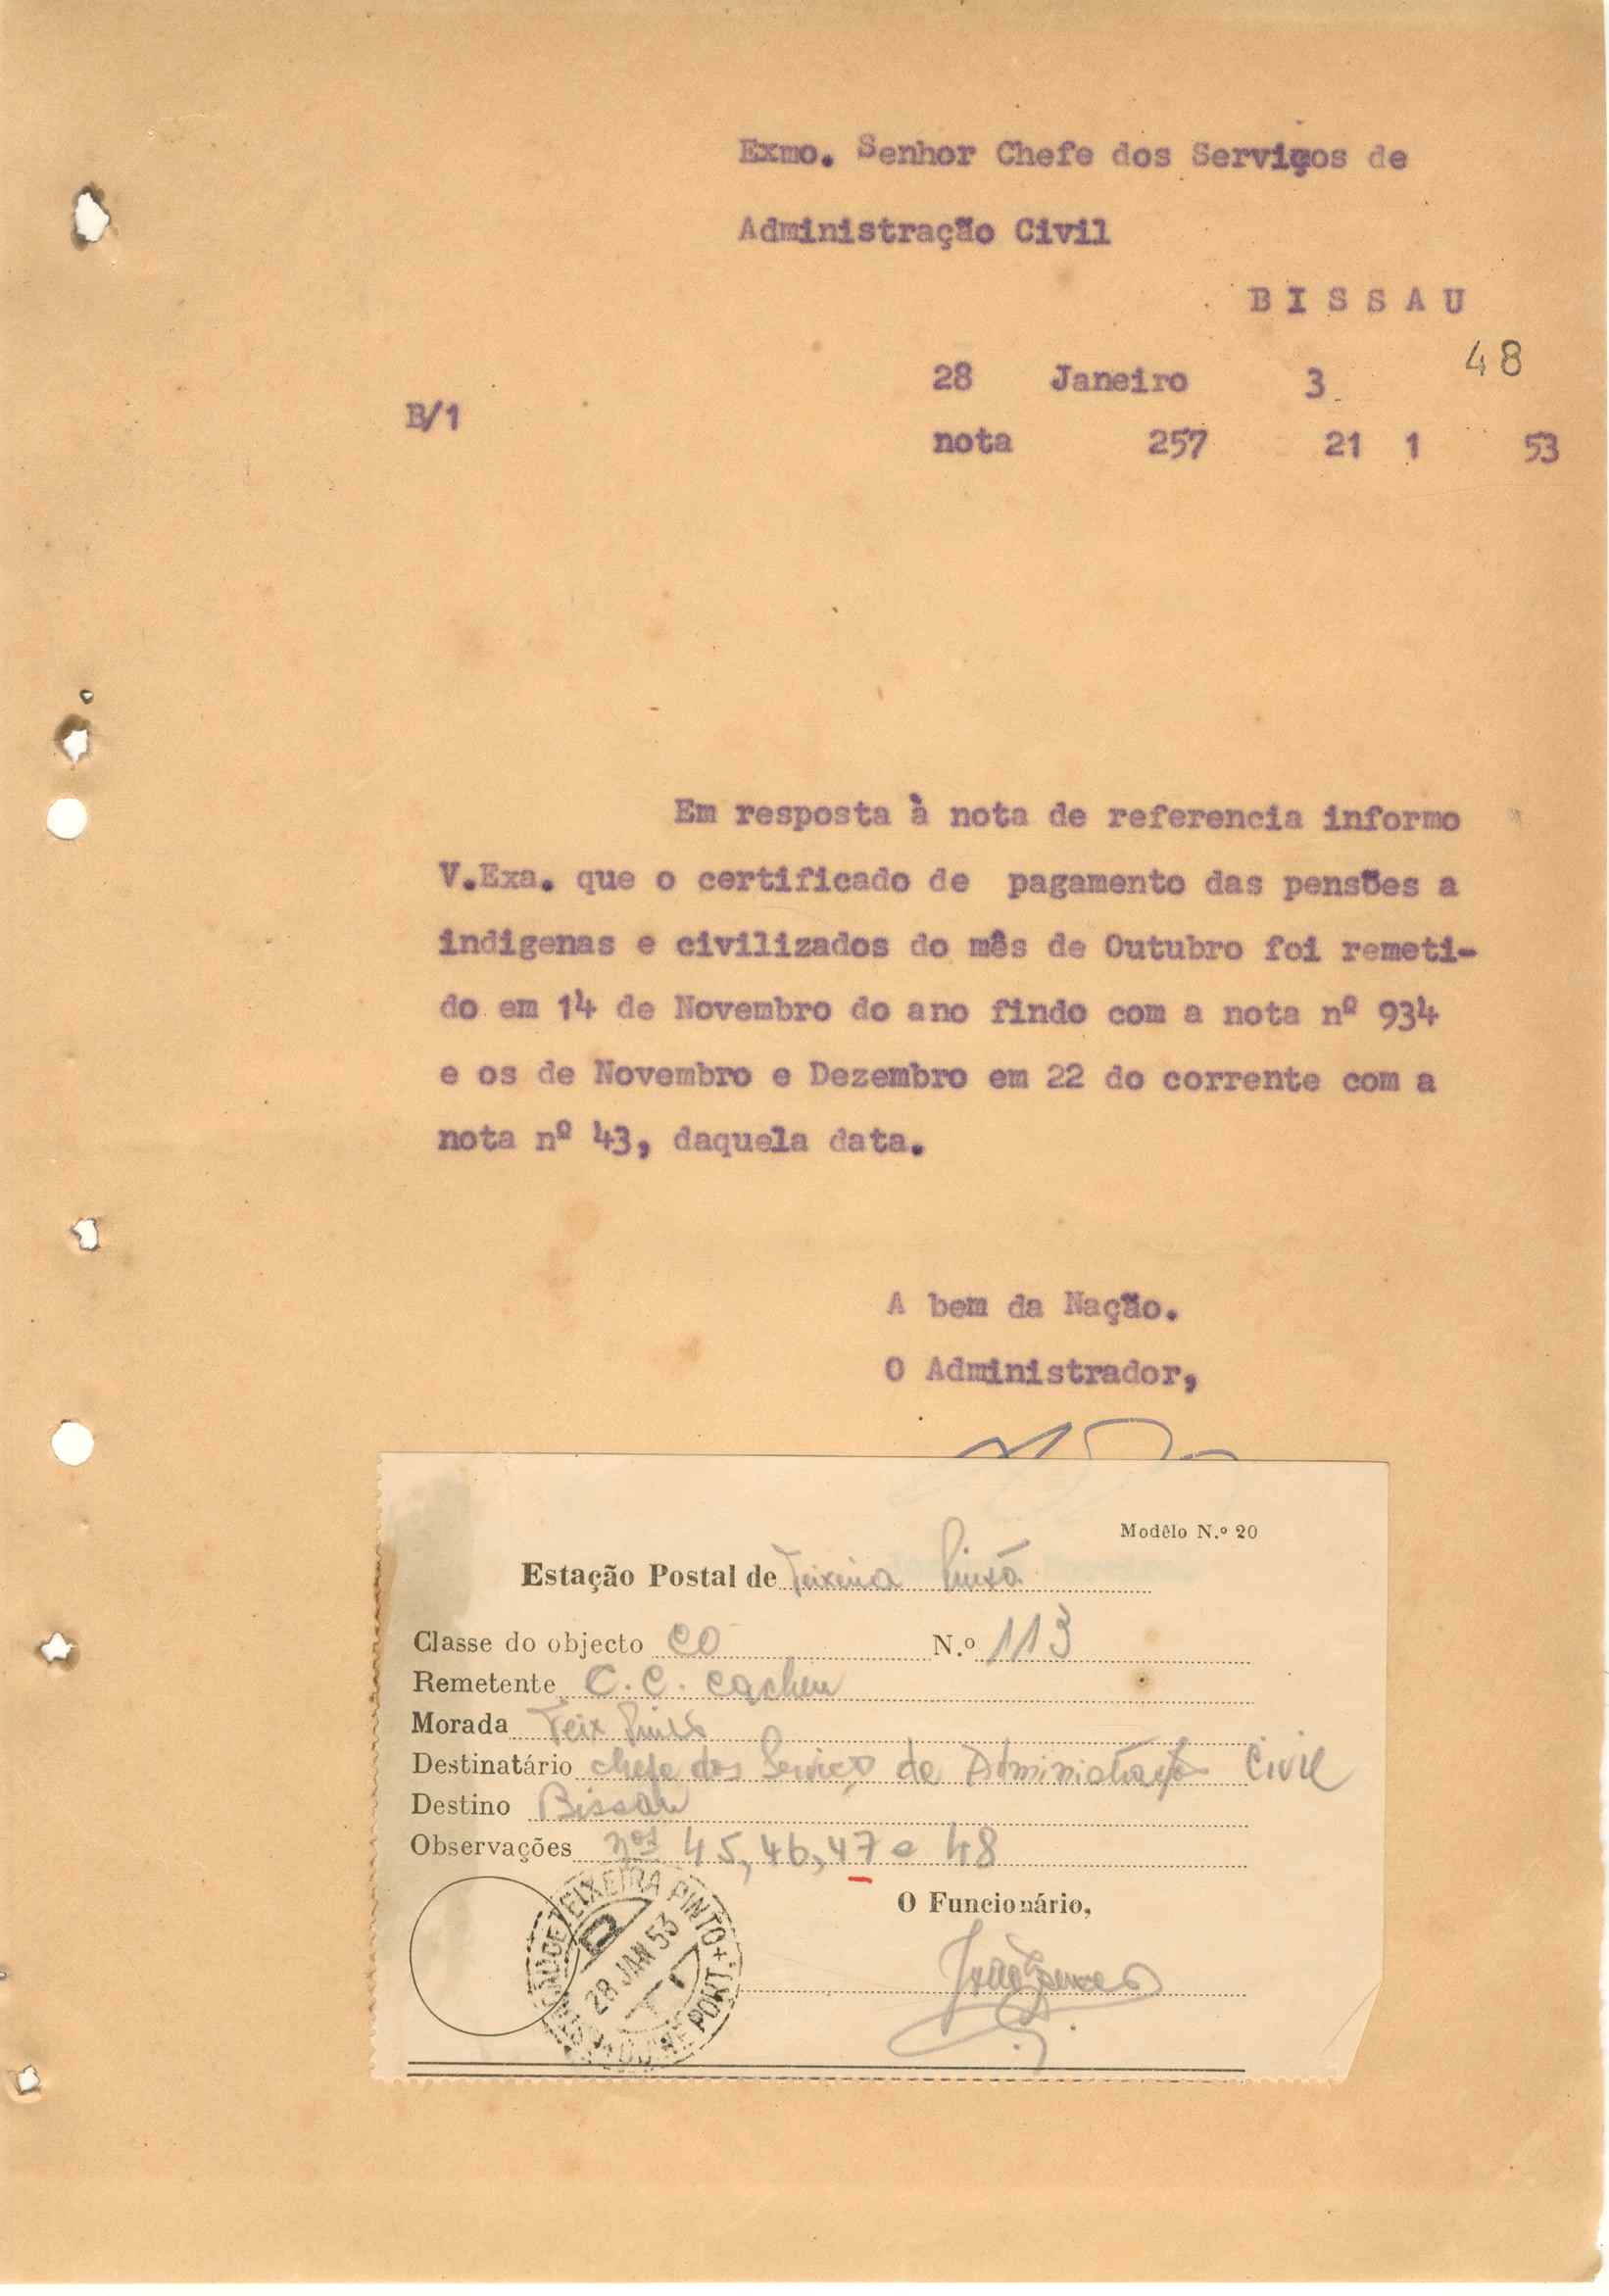 Exmo. Senhor Chefe dos Serviços de
Administração Civil
B I S S A U
48
28 Janeiro 3
B/1
nota 257 21 1 53
Em resposta à nota de referencia informo
V.Exa. que o certificado de pagamento das pensões a
indigenas e civilizados do mês de Outubro foi remeti-
do em 14 de Novembro do ano findo com a nota nº 934
e os de Novembro e Dezembro em 22 do corrente com a
nota nº 43, daquela data.
A bem da Nação.
O Administrador,
Modêlo N.º 20
Estação Postal de Teixeira Pinto
Classe do objecto CO N.º 113
Remetente C. C. Cacheu
Morada Teix Pinto
Destinatário chefe dos Serviços de Administração Civil
Destino Bissau
Observações nos 45, 46, 47 e 48
O Funcionário,
TEIXEIRA PINTO
28 JAN 53
PORT.